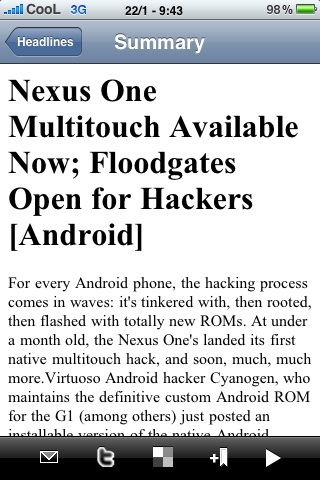 CooL 3G 22/1 - 9:43 98%
Headlines Summary
Nexus One
Multitouch Available
Now; Floodgates
Open for Hackers
[Android]
For every Android phone, the hacking process
comes in waves: it's tinkered with, then rooted,
then flashed with totally new ROMs. At under
a month old, the Nexus One's landed its first
native multitouch hack, and soon, much, much
more.Virtuoso Android hacker Cyanogen, who
maintains the definitive custom Android ROM
for the G1 (among others) just posted an
installable version of the native Android